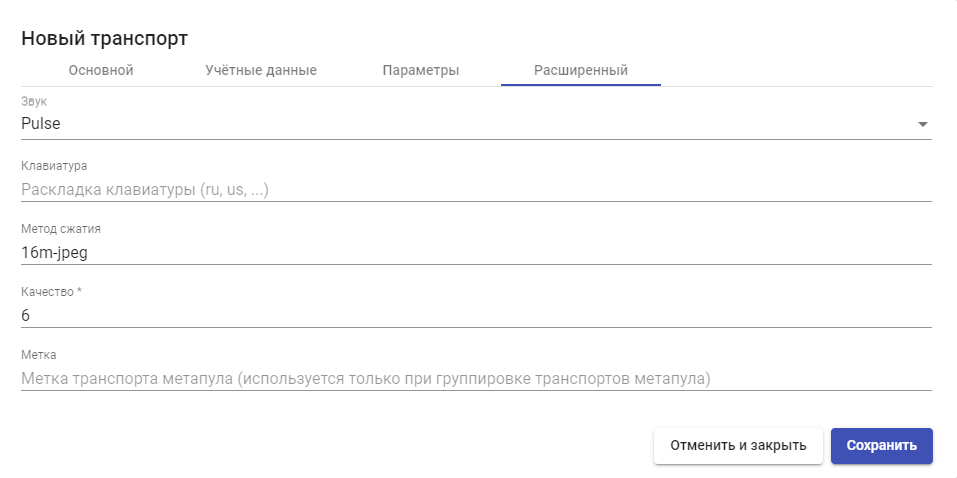 Новый транспорт
Основной Учётные данные Параметры Расширенный
Звук
Pulse
Клавиатура
Раскладка клавиатуры (ru, us, ...)
Метод сжатия
16m-jpeg
Качество *
6
Метка
Метка транспорта метапула (используется только при группировке транспортов метапула)
Отменить и закрыть Сохранить